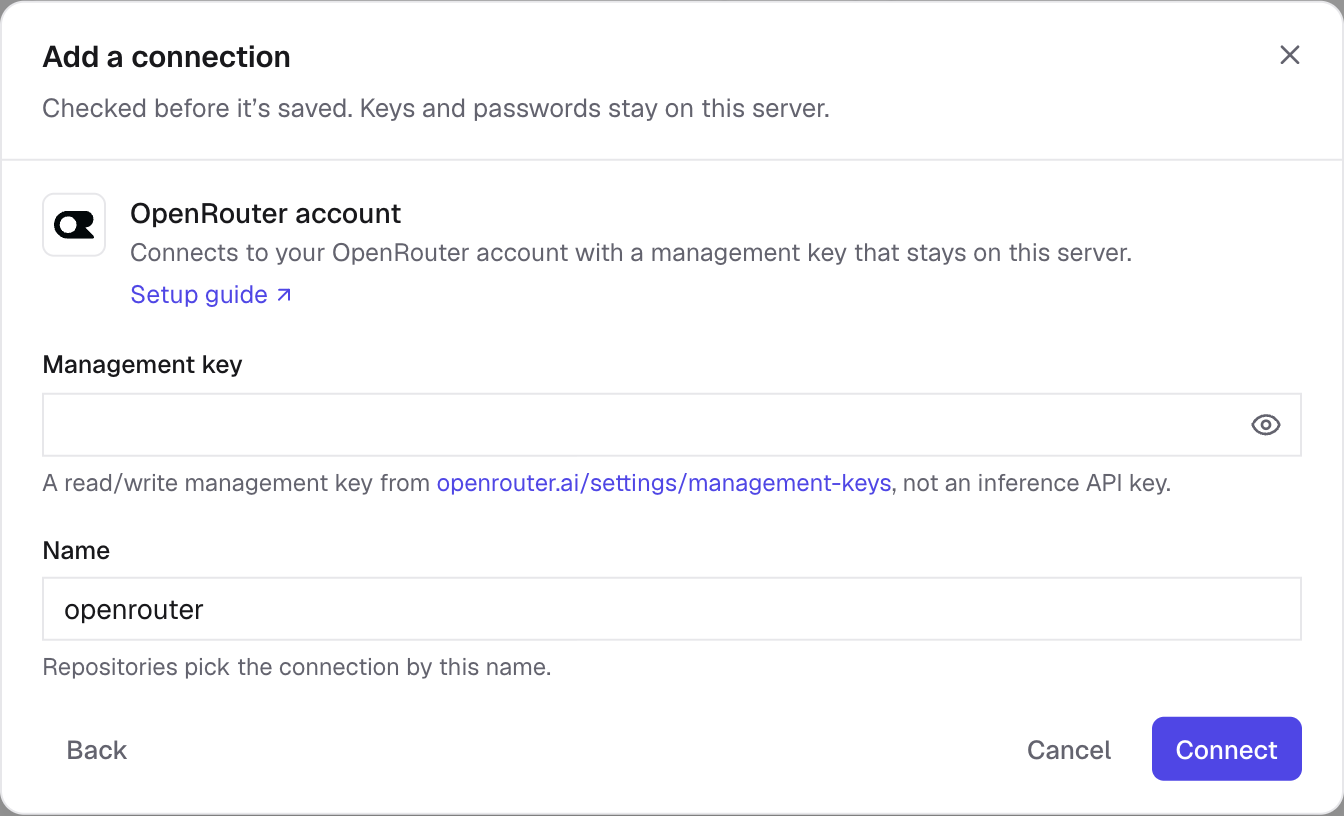 Add a connection
Checked before it’s saved. Keys and passwords stay on this server.
OpenRouter account
Connects to your OpenRouter account with a management key that stays on this server.
Setup guide ↗
Management key
A read/write management key from openrouter.ai/settings/management-keys, not an inference API key.
Name
openrouter
Repositories pick the connection by this name.
Back
Cancel
Connect